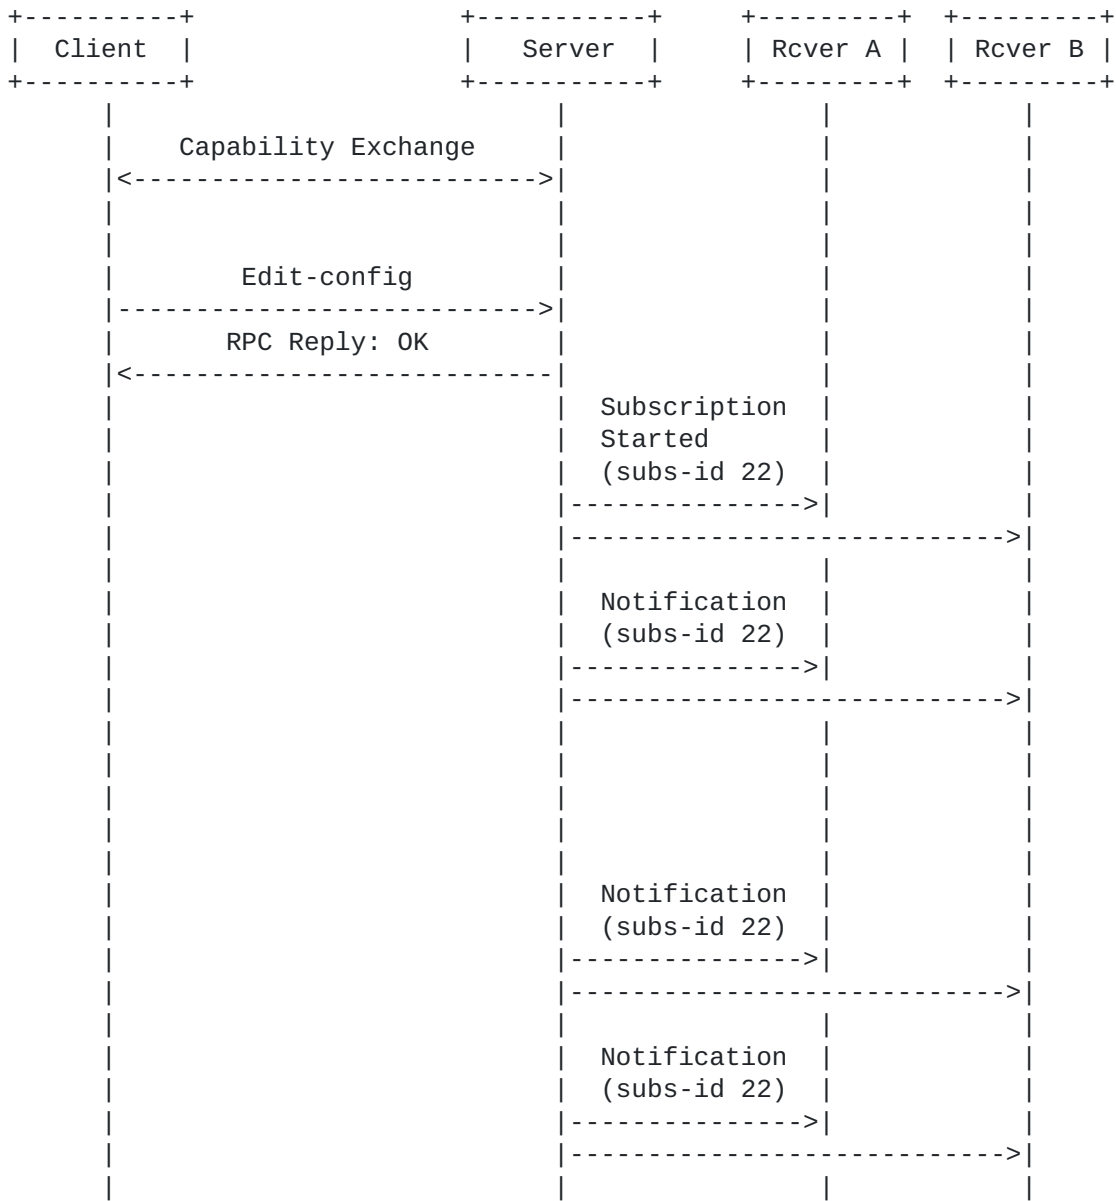 Client Server Rcver A Rcver B
Capability Exchange
Edit-config
RPC Reply: OK
Subscription
Started
(subs-id 22)
Notification
(subs-id 22)
Notification
(subs-id 22)
Notification
(subs-id 22)